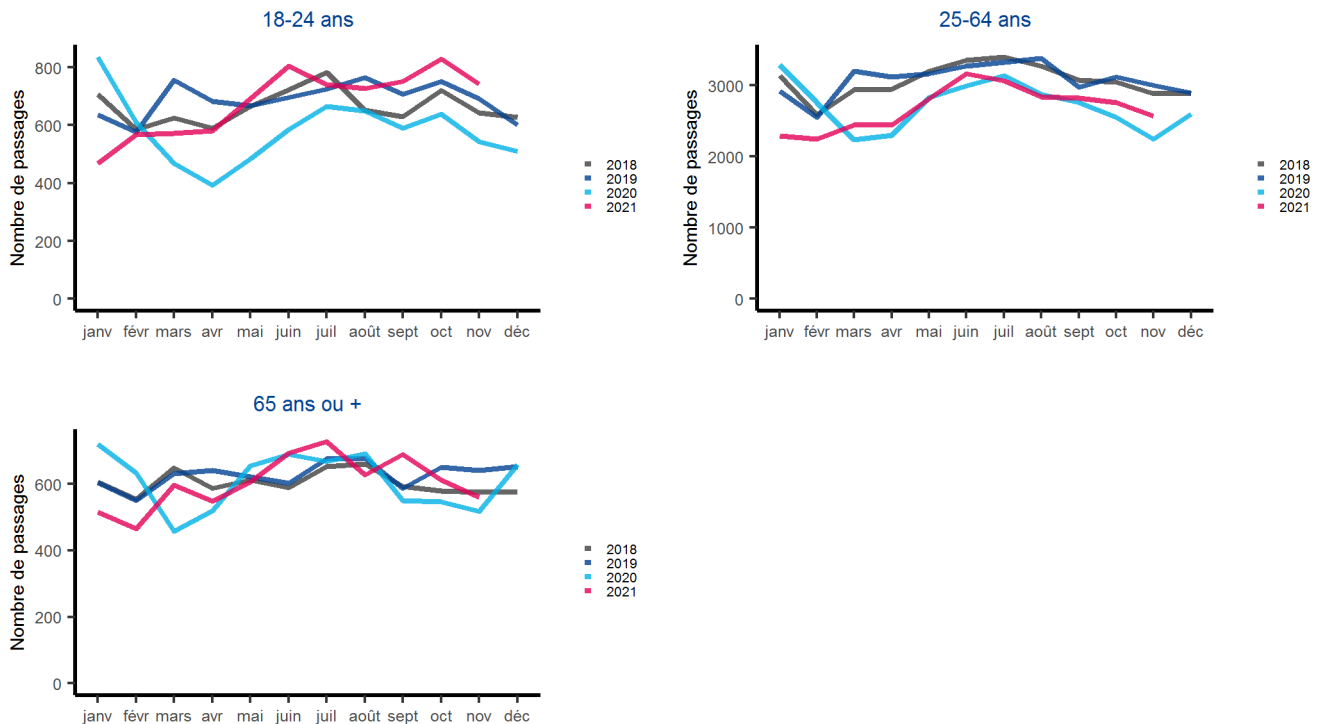 18-24 ans
Nombre de passages
800
600
400
200
0
janv févr mars avr mai juin juil août sept oct nov déc
2018
2019
2020
2021
25-64 ans
Nombre de passages
3000
2000
1000
0
janv févr mars avr mai juin juil août sept oct nov déc
2018
2019
2020
2021
65 ans ou +
Nombre de passages
600
400
200
0
janv févr mars avr mai juin juil août sept oct nov déc
2018
2019
2020
2021